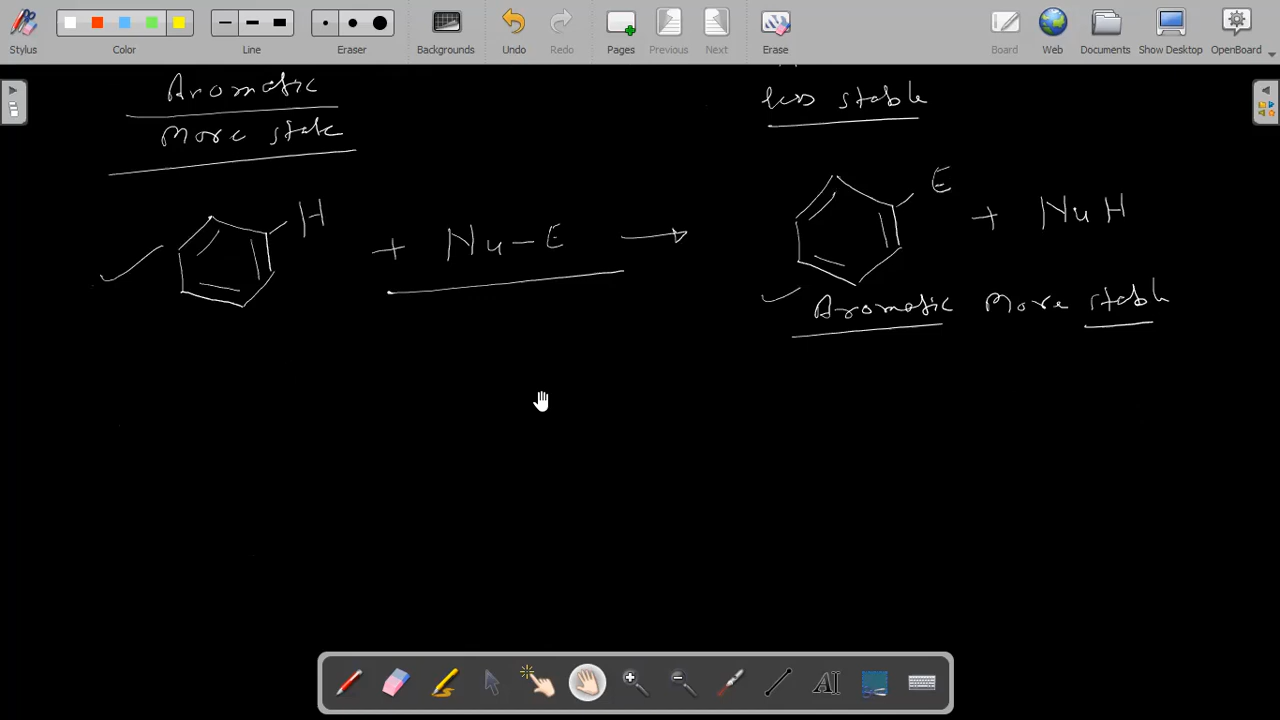 Stylus
Color
Line
Eraser
Backgrounds
Undo
Redo
Pages
Previous
Next
Erase
Board
Web
Documents
Show Desktop
OpenBoard
Aromatic
less stable
More
H + Nu-E → E + NuH
Aromatic More stable
AI